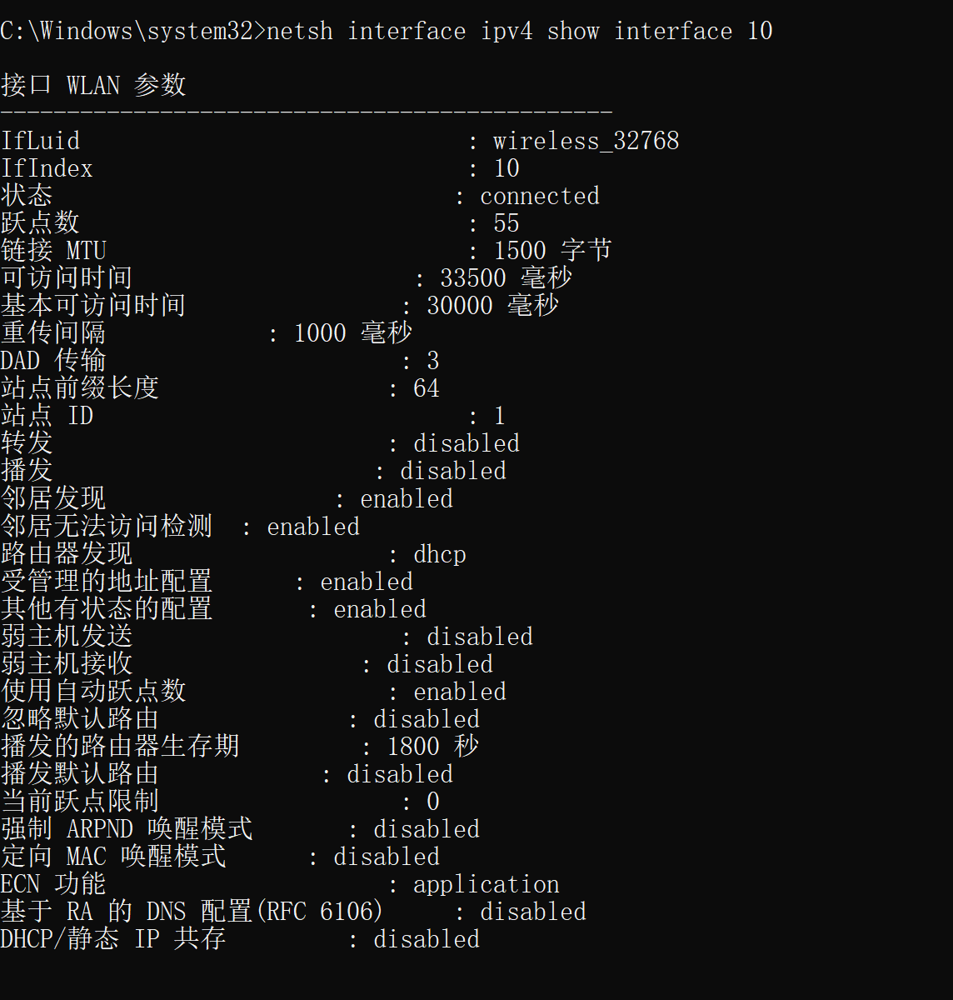 C:\Windows\system32>netsh interface ipv4 show interface 10
接口 WLAN 参数
----------------------------------------------
IfLuid                             : wireless_32768
IfIndex                            : 10
状态                              : connected
跃点数                             : 55
链接 MTU                           : 1500 字节
可访问时间                     : 33500 毫秒
基本可访问时间                : 30000 毫秒
重传间隔            : 1000 毫秒
DAD 传输                      : 3
站点前缀长度                 : 64
站点 ID                            : 1
转发                         : disabled
播发                        : disabled
邻居发现                 : enabled
邻居无法访问检测  : enabled
路由器发现                   : dhcp
受管理的地址配置      : enabled
其他有状态的配置       : enabled
弱主机发送                    : disabled
弱主机接收                 : disabled
使用自动跃点数               : enabled
忽略默认路由              : disabled
播发的路由器生存期         : 1800 秒
播发默认路由            : disabled
当前跃点限制                  : 0
强制 ARPND 唤醒模式       : disabled
定向 MAC 唤醒模式      : disabled
ECN 功能                     : application
基于 RA 的 DNS 配置(RFC 6106)     : disabled
DHCP/静态 IP 共存         : disabled